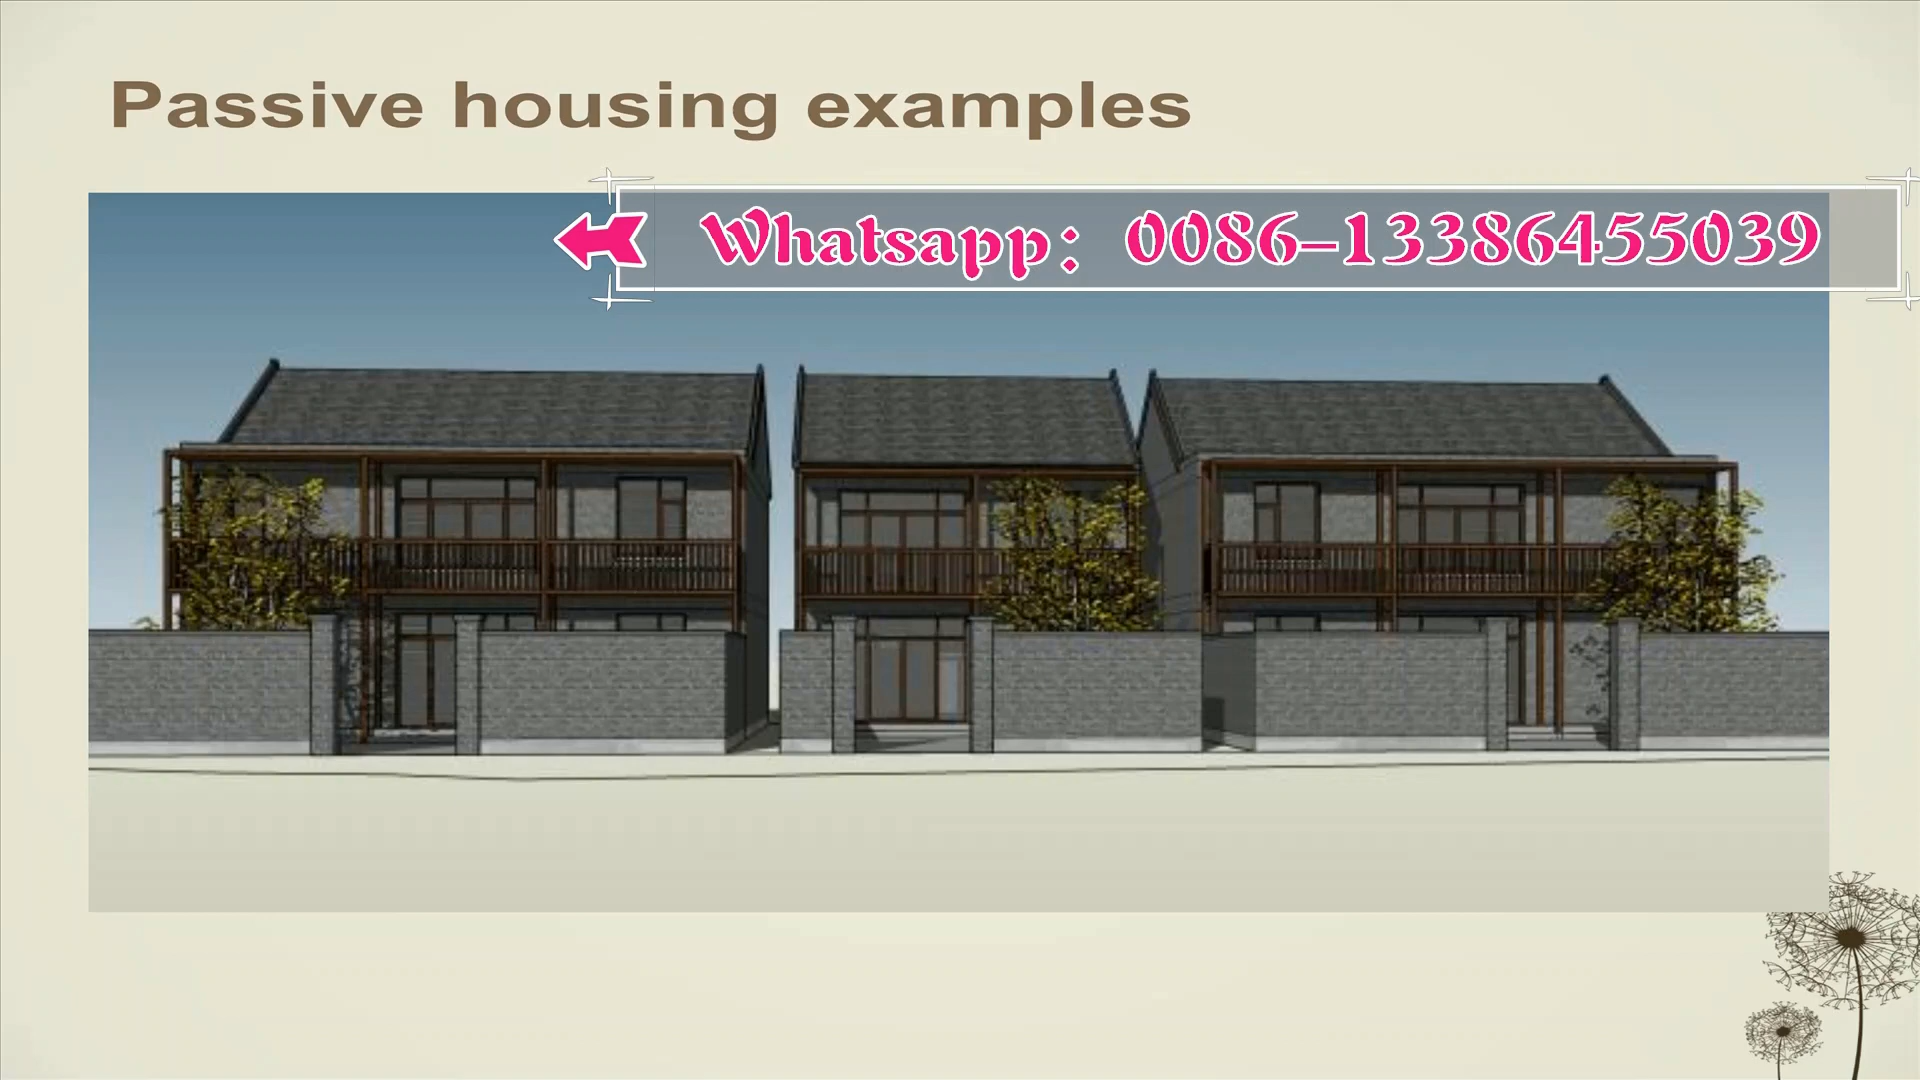 Passive housing examples
Whatsapp：0086-13386455039